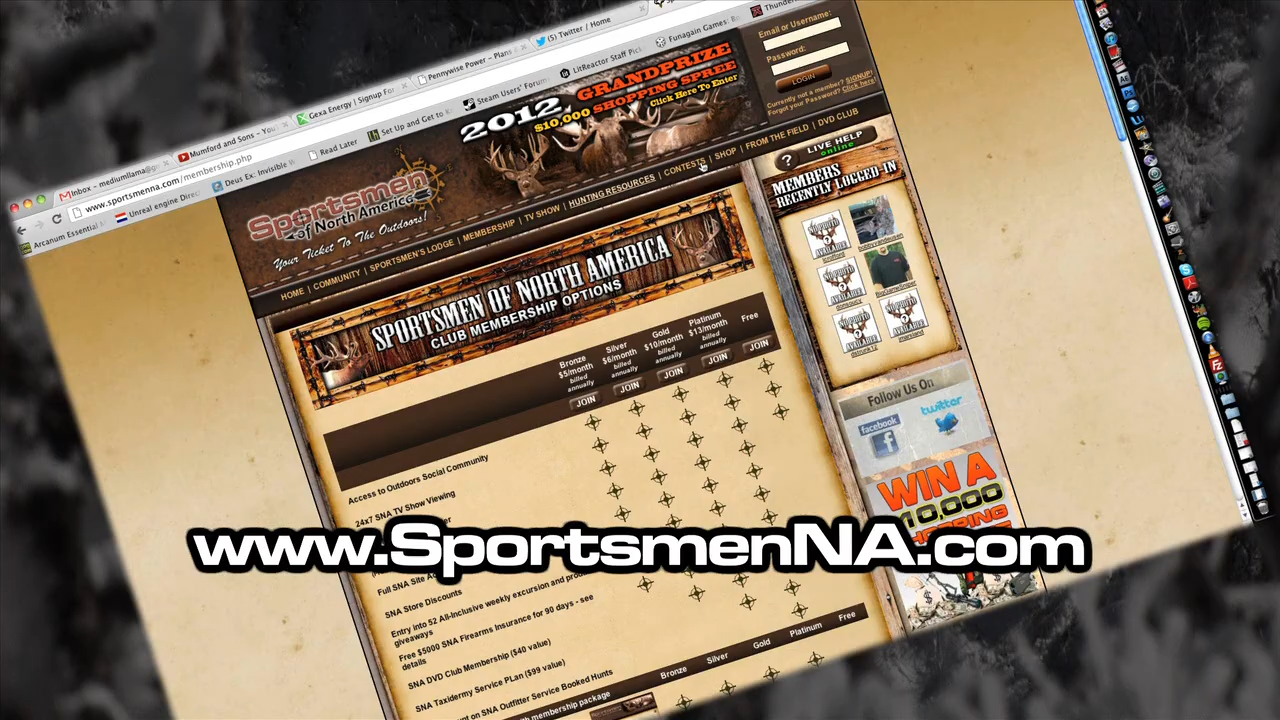 (5) Twitter / Home
Pennywise Power - Plans
Gexa Energy | Signup For
Mumford and Sons - You
Inbox - mediumllama@
Funagain Games:
LitReactor Staff Pic
Steam Users' Forum
Set Up and Get to
Read Later
www.sportsmenna.com/membership.php
Deus Ex: Invisible W
Unreal engine Direc
Arcanum Essential
Email or Username:
Password:
LOGIN
Currently not a member? SIGNUP!
Forgot your Password? Click here!
2012 GRANDPRIZE
$10,000 SHOPPING SPREE
Click Here To Enter
Sportsmen
of North America
Your Ticket To The Outdoors!
HOME | COMMUNITY | SPORTSMEN'S LODGE | MEMBERSHIP | TV SHOW | HUNTING RESOURCES | CONTESTS | SHOP | FROM THE FIELD | DVD CLUB
? LIVE HELP
online
MEMBERS
RECENTLY LOGGED-IN
SPORTSMEN OF NORTH AMERICA
CLUB MEMBERSHIP OPTIONS
Bronze
$5/month
billed
annually
JOIN
Silver
$6/month
billed
annually
JOIN
Gold
$10/month
billed
annually
JOIN
Platinum
$13/month
billed
annually
JOIN
Free
JOIN
Access to Outdoors Social Community
24x7 SNA TV Show Viewing
Full SNA Site
SNA Store Discounts
Entry into 52 All-Inclusive weekly excursion and
giveaways
Free $5000 SNA Firearms Insurance for 90 days - see
details
SNA DVD Club Membership ($40 value)
SNA Taxidermy Service PLan ($99 value)
on SNA Outfitter Service Booked Hunts
membership package
Bronze Silver Gold Platinum Free
Follow Us On
facebook
twitter
WIN A
10,000
www.SportsmenNA.com